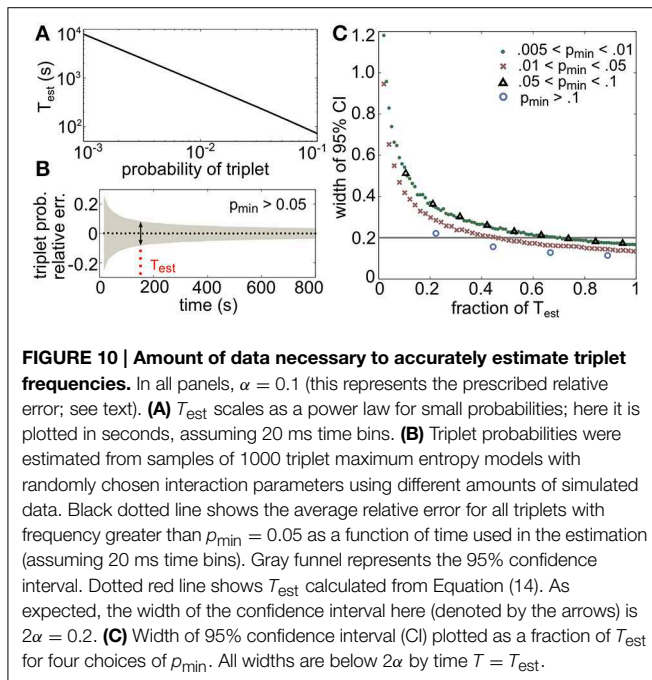 A
10⁴
10³
10²
T_est (s)
10⁻³
10⁻²
10⁻¹
probability of triplet
B
triplet prob.
relative err.
0.2
0
-0.2
p_min > 0.05
T_est
0
200
400
600
800
time (s)
C
width of 95% CI
1.2
1.0
0.8
0.6
0.4
0.2
0.2
.005 < p_min < .01
.01 < p_min < .05
.05 < p_min < .1
p_min > .1
0
0.2
0.4
0.6
0.8
1
fraction of T_est
FIGURE 10 | Amount of data necessary to accurately estimate triplet
frequencies. In all panels, α = 0.1 (this represents the prescribed relative
error; see text). (A) T_est scales as a power law for small probabilities; here it is
plotted in seconds, assuming 20 ms time bins. (B) Triplet probabilities were
estimated from samples of 1000 triplet maximum entropy models with
randomly chosen interaction parameters using different amounts of simulated
data. Black dotted line shows the average relative error for all triplets with
frequency greater than p_min = 0.05 as a function of time used in the estimation
(assuming 20 ms time bins). Gray funnel represents the 95% confidence
interval. Dotted red line shows T_est calculated from Equation (14). As
expected, the width of the confidence interval here (denoted by the arrows) is
2α = 0.2. (C) Width of 95% confidence interval (CI) plotted as a fraction of T_est
for four choices of p_min. All widths are below 2α by time T = T_est.